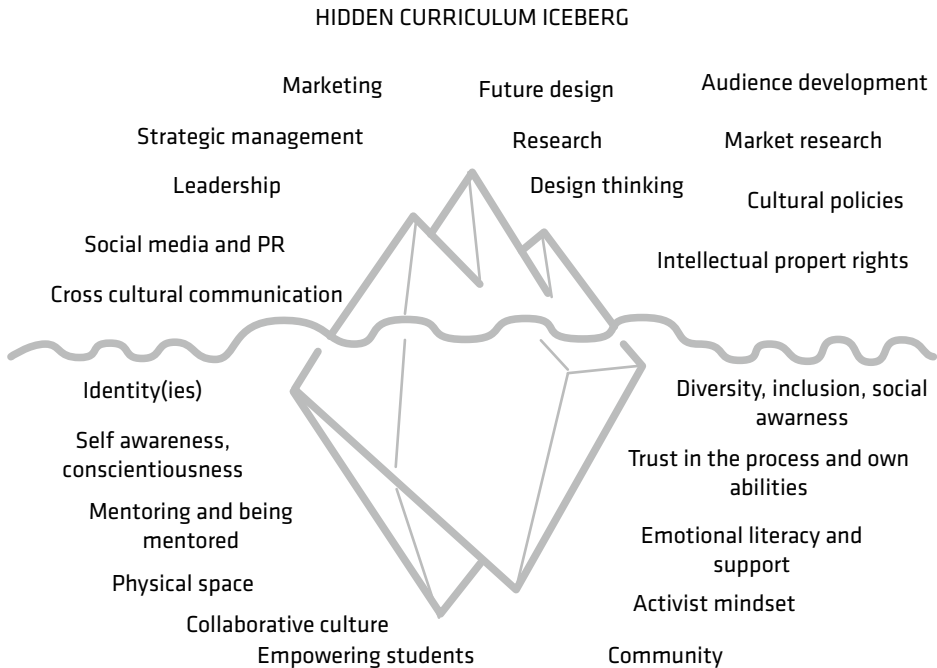 HIDDEN CURRICULUM ICEBERG
Marketing
Future design
Audience development
Strategic management
Research
Market research
Leadership
Design thinking
Cultural policies
Social media and PR
Intellectual propert rights
Cross cultural communication
Identity(ies)
Diversity, inclusion, social
awarness
Self awareness,
conscientiousness
Trust in the process and own
abilities
Mentoring and being
mentored
Emotional literacy and
support
Physical space
Activist mindset
Collaborative culture
Empowering students
Community